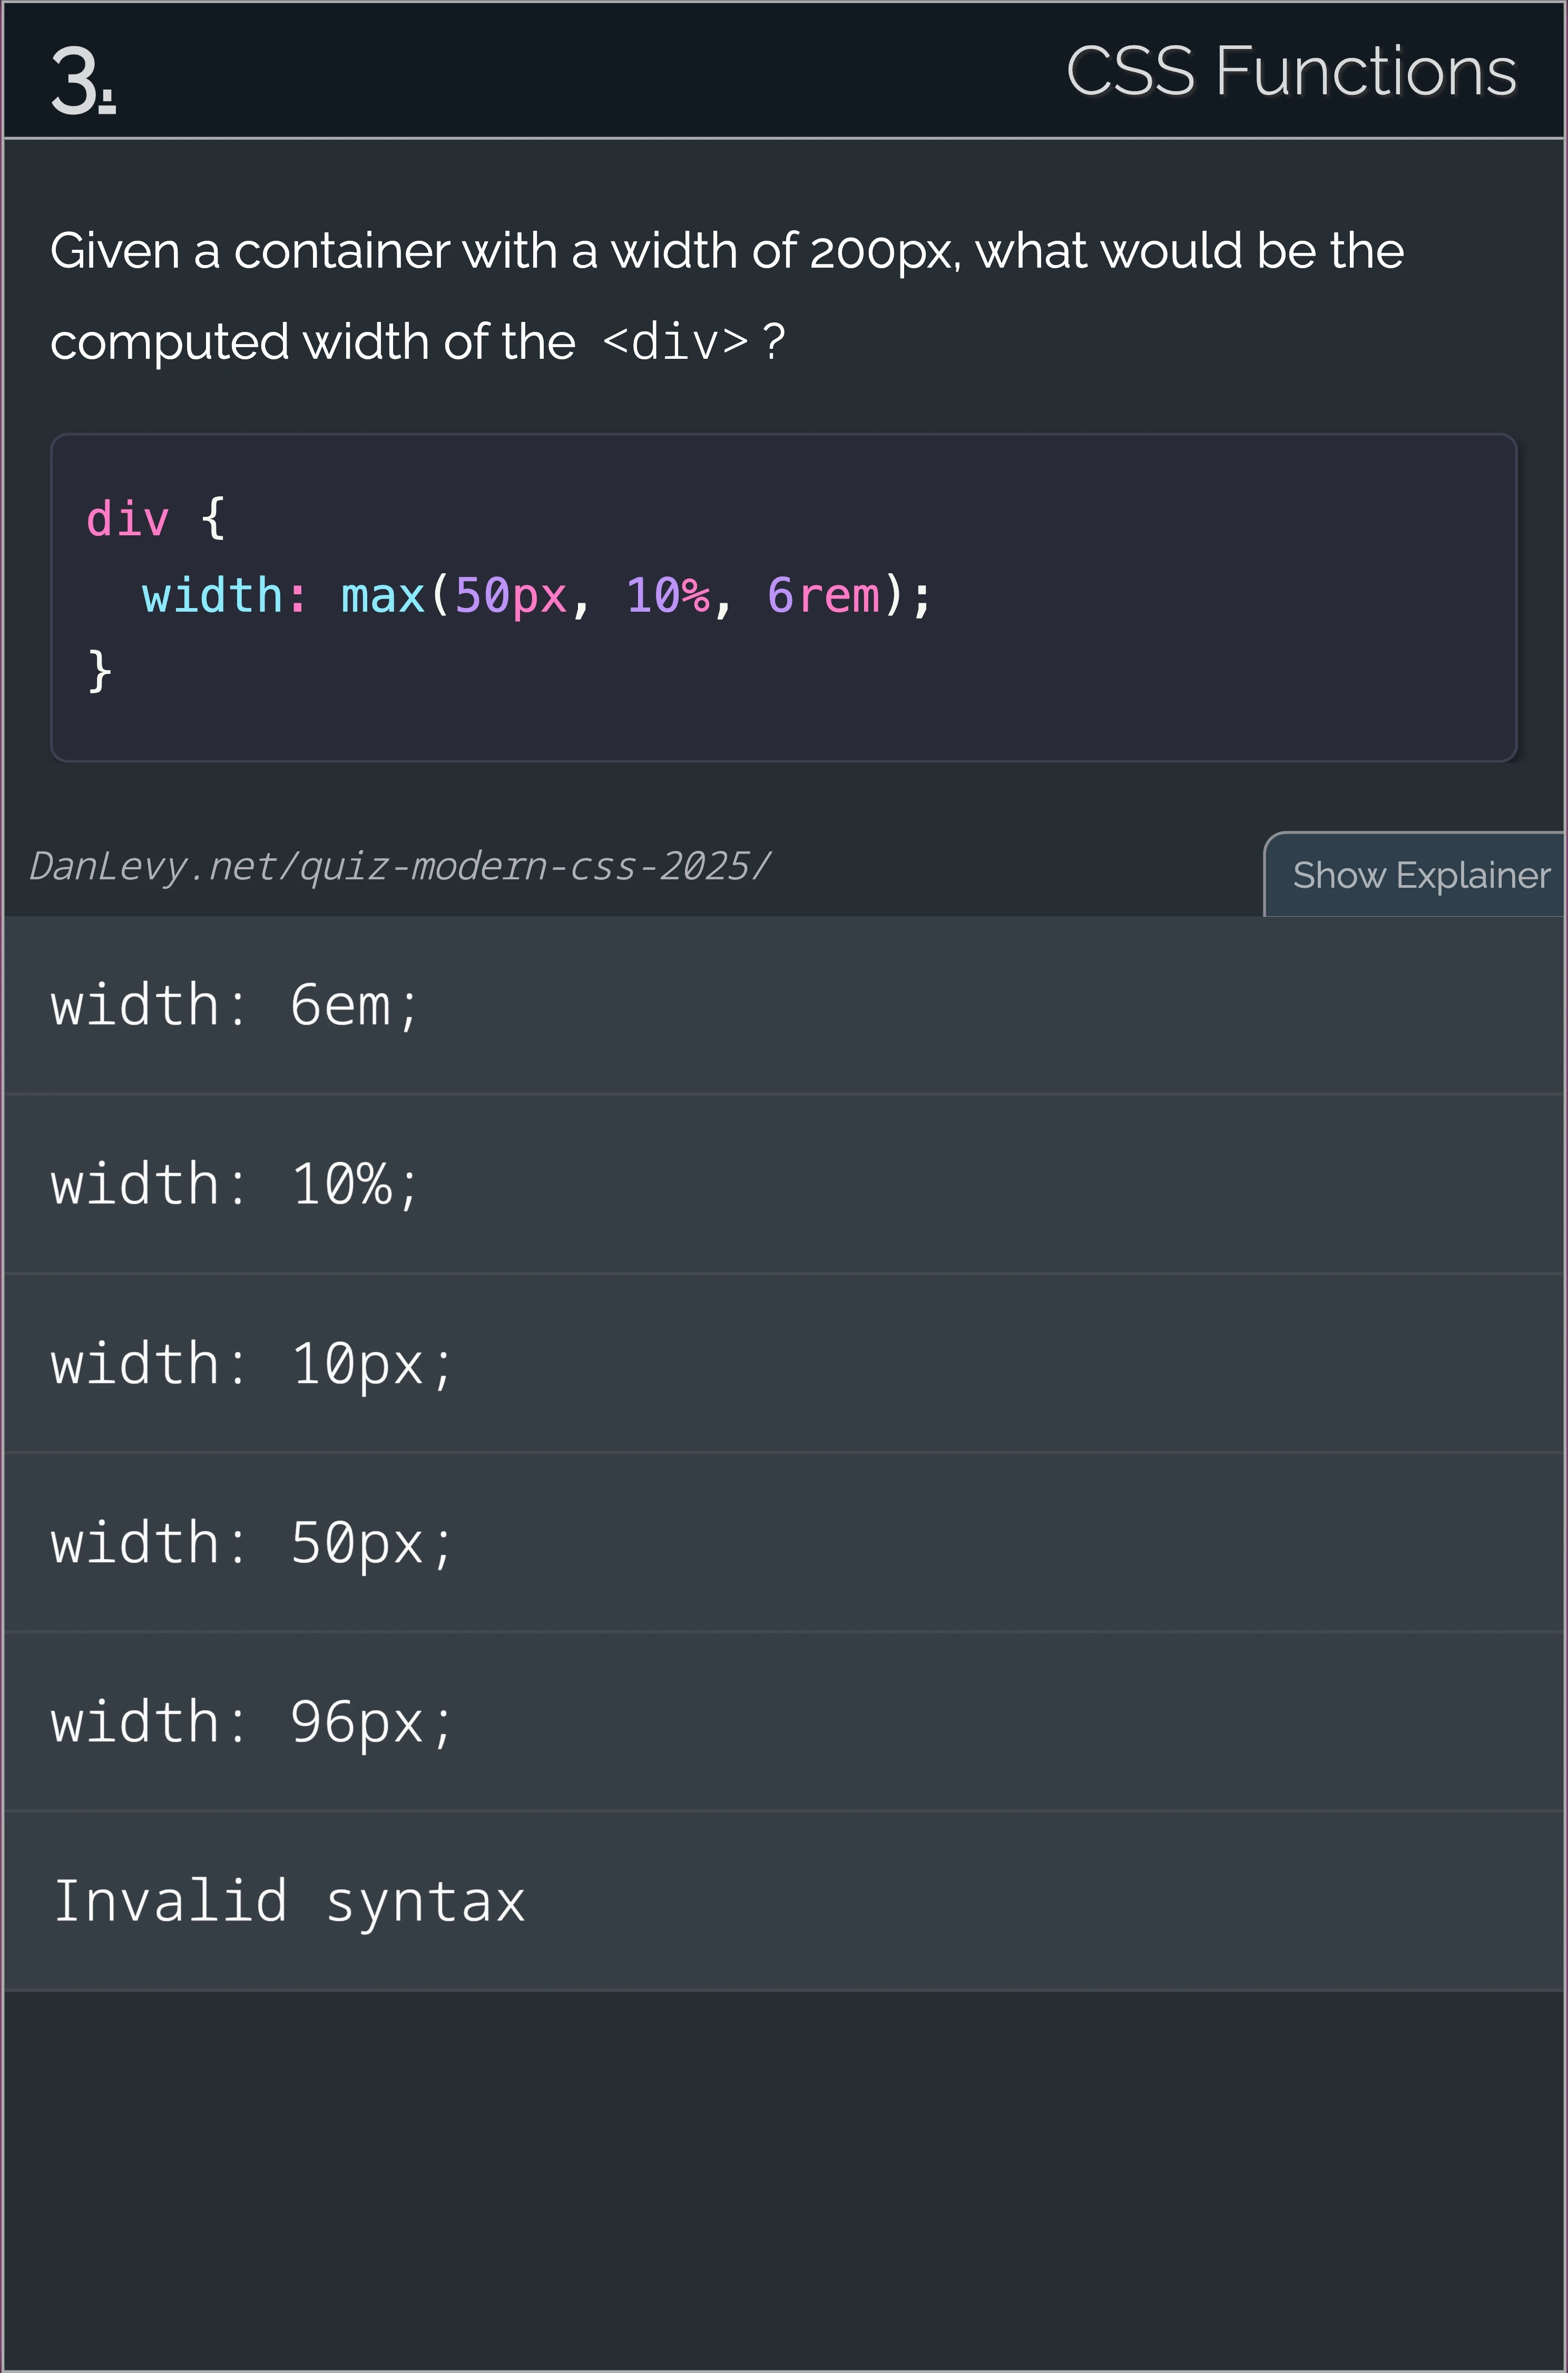 3.
CSS Functions
Given a container with a width of 200px, what would be the
computed width of the <div>?
div {
  width: max(50px, 10%, 6rem);
}
DanLevy.net/quiz-modern-css-2025/
Show Explainer
width: 6em;
width: 10%;
width: 10px;
width: 50px;
width: 96px;
Invalid syntax